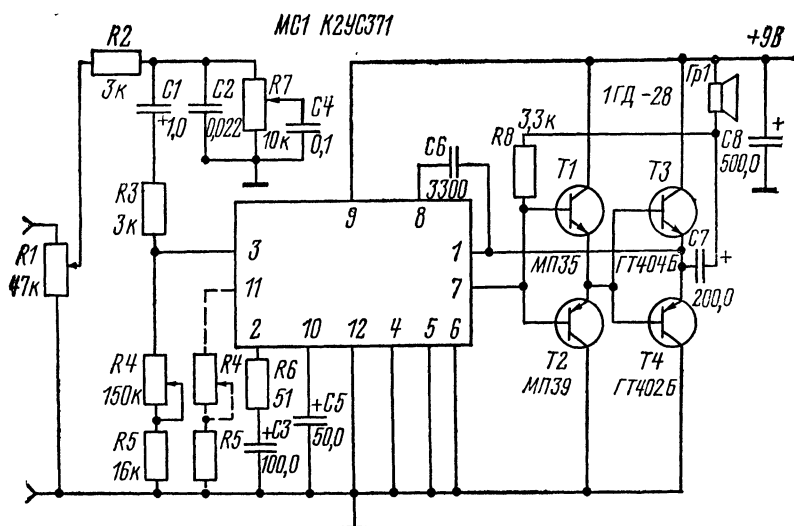 МС1 К2УС371
+9В
R2
3к
C1
+
1,0
C2
0,022
R7
10к
C4
0,1
Гр1
1ГД-28
3,3к
R8
C6
3300
C8
+
500,0
R3
3к
9
8
T1
T3
R1
47к
3
1
МП35
ГТ404Б
C7
+
200,0
11
7
2
10
12
4
5
6
R4
150к
R4
R6
51
+C5
50,0
T2
МП39
T4
ГТ402Б
R5
16к
R5
+C3
100,0